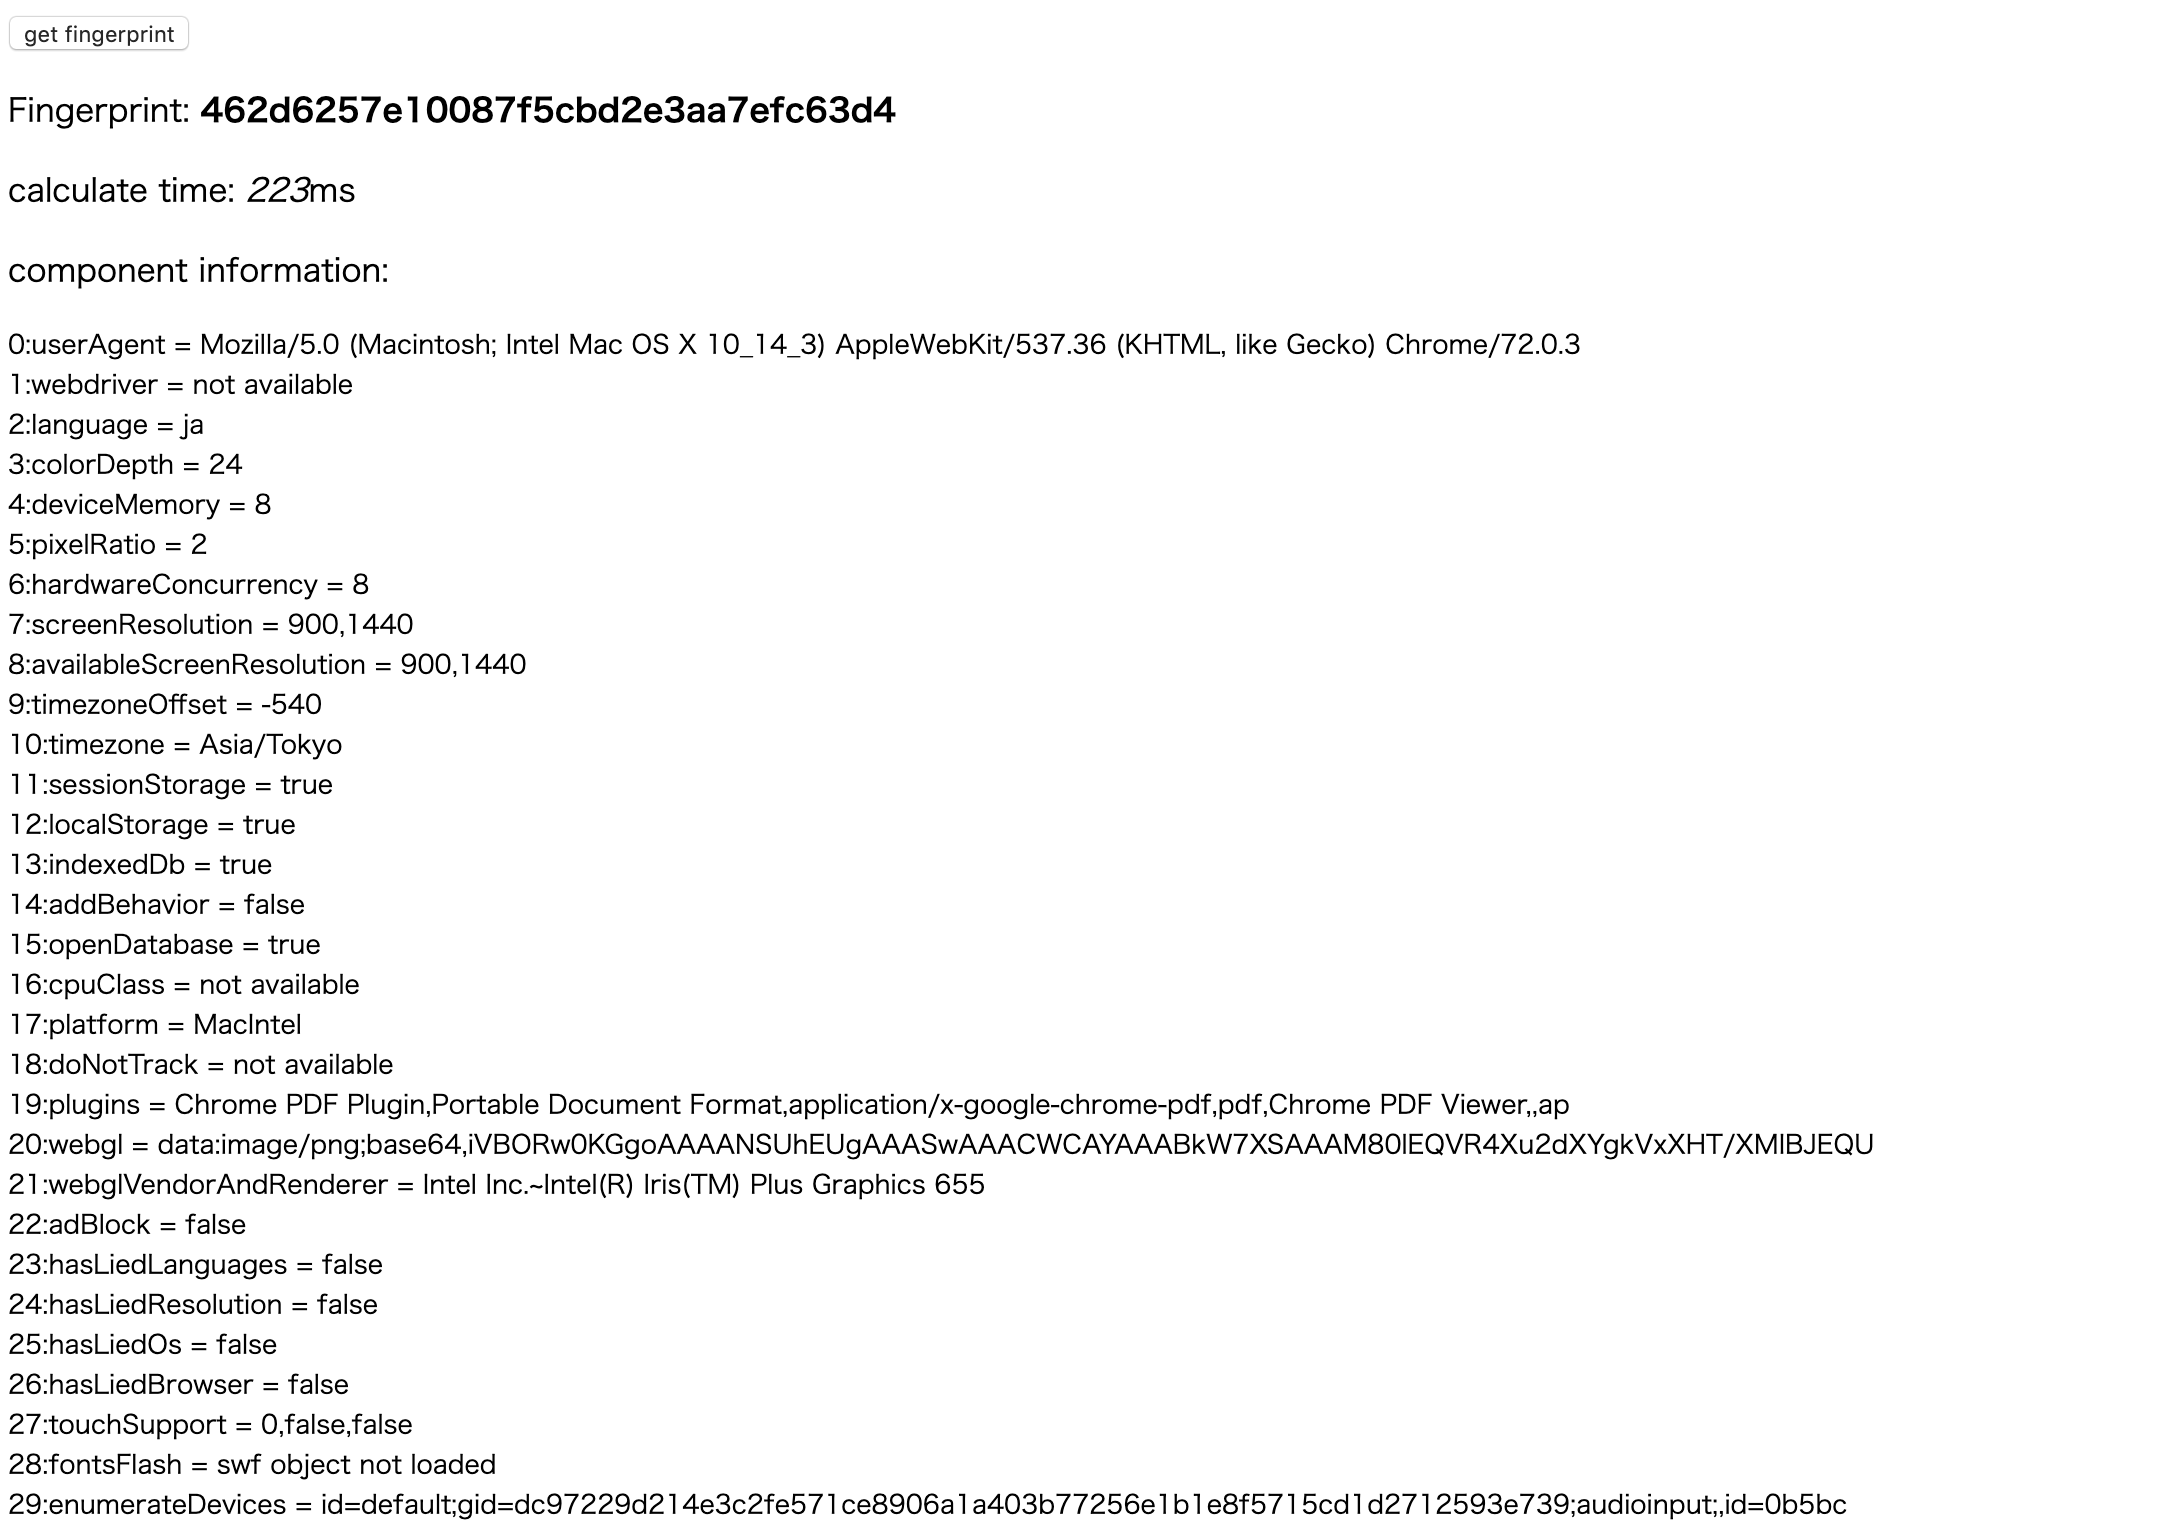 get fingerprint
Fingerprint: 462d6257e10087f5cbd2e3aa7efc63d4
calculate time: 223ms
component information:
0:userAgent = Mozilla/5.0 (Macintosh; Intel Mac OS X 10_14_3) AppleWebKit/537.36 (KHTML, like Gecko) Chrome/72.0.3
1:webdriver = not available
2:language = ja
3:colorDepth = 24
4:deviceMemory = 8
5:pixelRatio = 2
6:hardwareConcurrency = 8
7:screenResolution = 900,1440
8:availableScreenResolution = 900,1440
9:timezoneOffset = -540
10:timezone = Asia/Tokyo
11:sessionStorage = true
12:localStorage = true
13:indexedDb = true
14:addBehavior = false
15:openDatabase = true
16:cpuClass = not available
17:platform = MacIntel
18:doNotTrack = not available
19:plugins = Chrome PDF Plugin,Portable Document Format,application/x-google-chrome-pdf,pdf,Chrome PDF Viewer,,ap
20:webgl = data:image/png;base64,iVBORw0KGgoAAAANSUhEUgAAASwAAACWCAYAAABkW7XSAAAM80lEQVR4Xu2dXYgkVxXHT/XMIBJEQU
21:webglVendorAndRenderer = Intel Inc.~Intel(R) Iris(TM) Plus Graphics 655
22:adBlock = false
23:hasLiedLanguages = false
24:hasLiedResolution = false
25:hasLiedOs = false
26:hasLiedBrowser = false
27:touchSupport = 0,false,false
28:fontsFlash = swf object not loaded
29:enumerateDevices = id=default;gid=dc97229d214e3c2fe571ce8906a1a403b77256e1b1e8f5715cd1d2712593e739;audioinput;,id=0b5bc